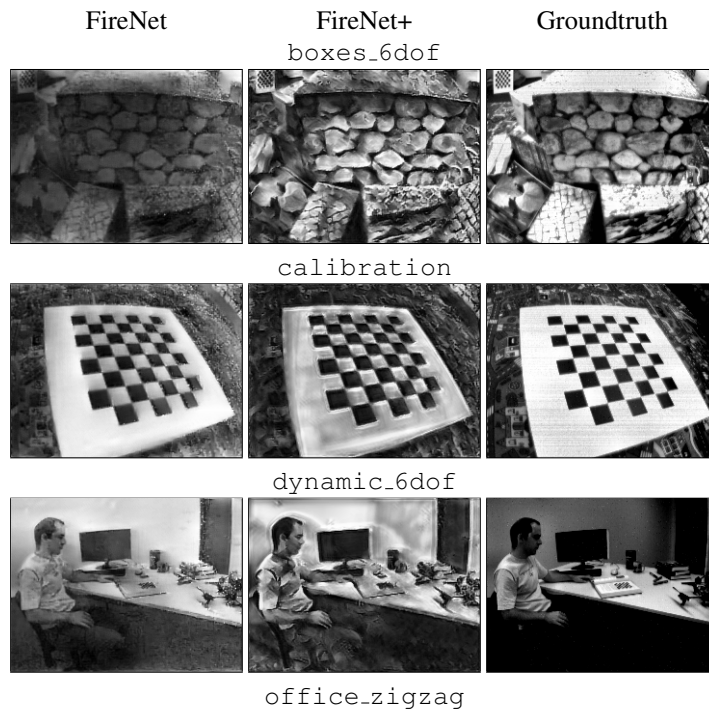 FireNet FireNet+ Groundtruth
boxes_6dof
calibration
dynamic_6dof
office_zigzag